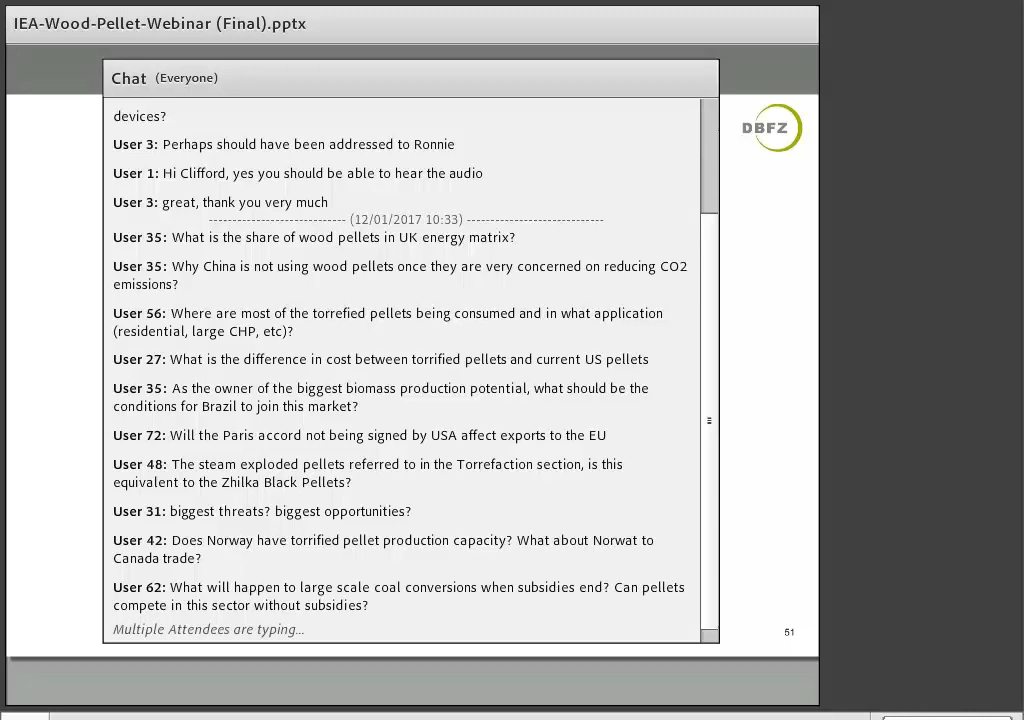 IEA-Wood-Pellet-Webinar (Final).pptx
Chat (Everyone)
devices?
DBFZ
User 3: Perhaps should have been addressed to Ronnie
User 1: Hi Clifford, yes you should be able to hear the audio
User 3: great, thank you very much
--------------------------- (12/01/2017 10:33) ---------------------------
User 35: What is the share of wood pellets in UK energy matrix?
User 35: Why China is not using wood pellets once they are very concerned on reducing CO2
emissions?
User 56: Where are most of the torrefied pellets being consumed and in what application
(residential, large CHP, etc)?
User 27: What is the difference in cost between torrified pellets and current US pellets
User 35: As the owner of the biggest biomass production potential, what should be the
conditions for Brazil to join this market?
User 72: Will the Paris accord not being signed by USA affect exports to the EU
User 48: The steam exploded pellets referred to in the Torrefaction section, is this
equivalent to the Zhilka Black Pellets?
User 31: biggest threats? biggest opportunities?
User 42: Does Norway have torrified pellet production capacity? What about Norwat to
Canada trade?
User 62: What will happen to large scale coal conversions when subsidies end? Can pellets
compete in this sector without subsidies?
Multiple Attendees are typing...
51